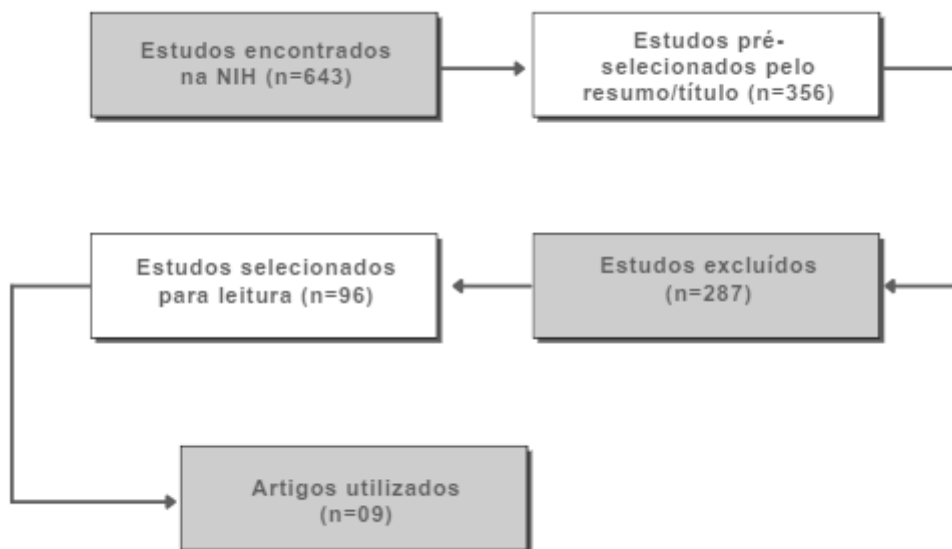 Estudos encontrados
na NIH (n=643)
Estudos pré-
selecionados pelo
resumo/título (n=356)
Estudos excluídos
(n=287)
Estudos selecionados
para leitura (n=96)
Artigos utilizados
(n=09)